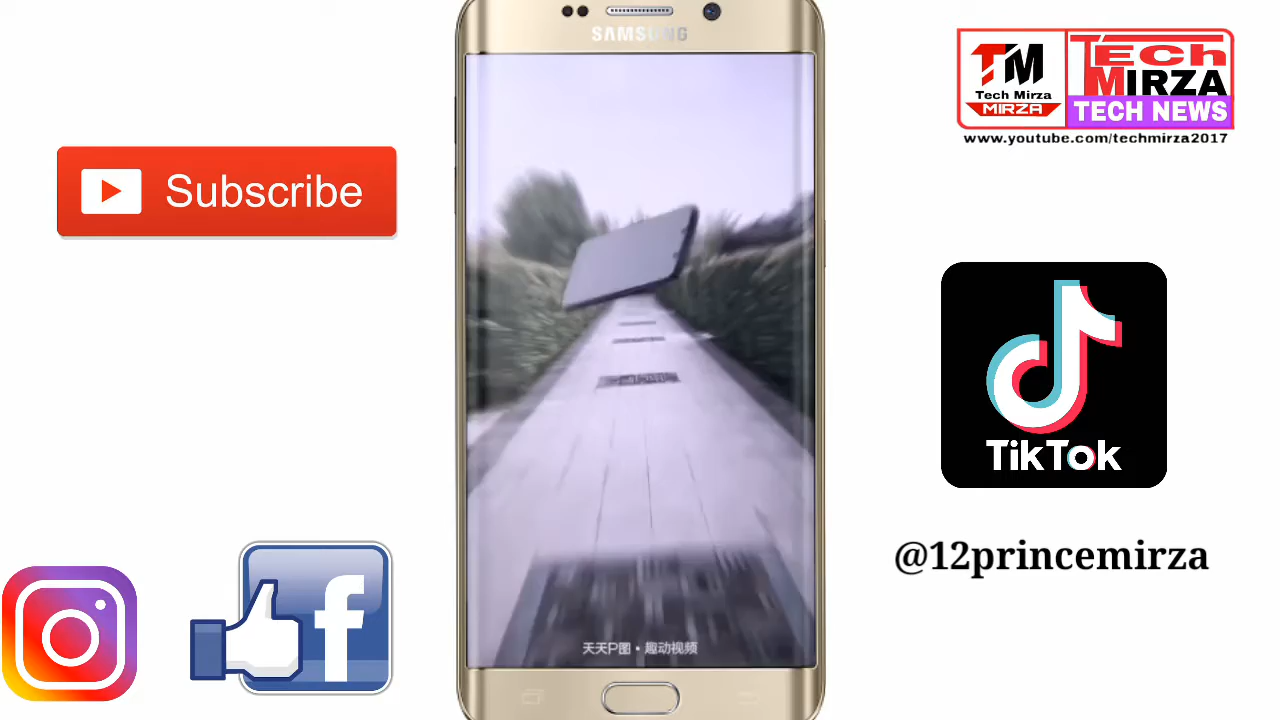 SAMSUNG
TM
Tech Mirza
MIRZA
Tech
MIRZA
TECH NEWS
www.youtube.com/techmirza2017
Subscribe
TikTok
@12princemirza
天天P图·趣动视频